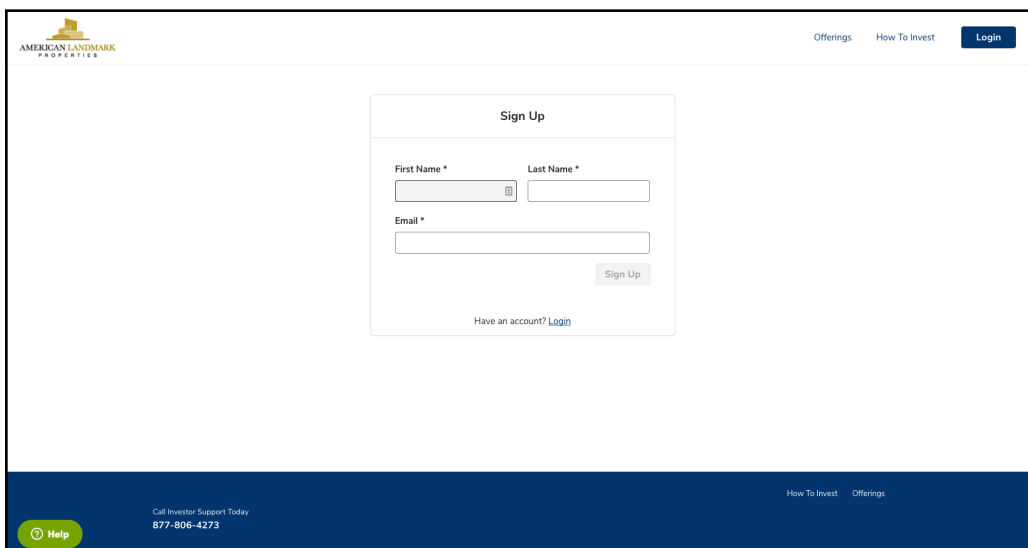 AMERICAN LANDMARK
PROPERTIES
Offerings How To Invest Login
Sign Up
First Name * Last Name *
Email *
Sign Up
Have an account? Login
How To Invest Offerings
Call Investor Support Today
877-806-4273
Help